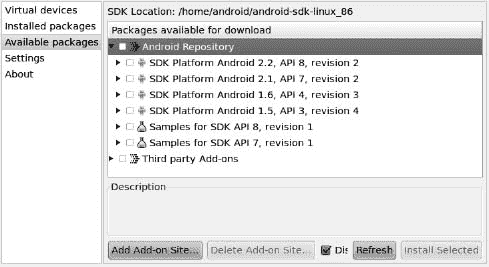 Virtual devices
Installed packages
Available packages
Settings
About
SDK Location: /home/android/android-sdk-linux_86
Packages available for download
Android Repository
SDK Platform Android 2.2, API 8, revision 2
SDK Platform Android 2.1, API 7, revision 2
SDK Platform Android 1.6, API 4, revision 3
SDK Platform Android 1.5, API 3, revision 4
Samples for SDK API 8, revision 1
Samples for SDK API 7, revision 1
Third party Add-ons
Description
Add Add-on Site... Delete Add-on Site... Dis Refresh Install Selected